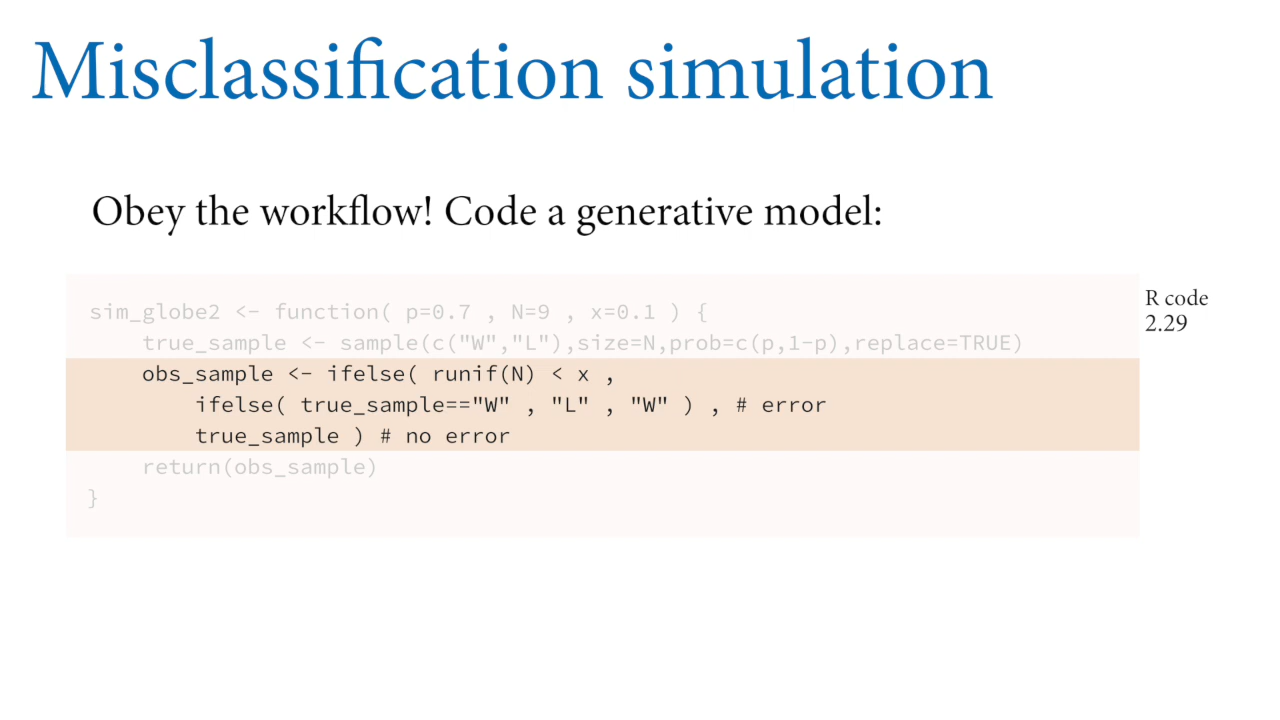 Misclassification simulation
Obey the workflow! Code a generative model:
sim_globe2 <- function( p=0.7 , N=9 , x=0.1 ) {
    true_sample <- sample(c("W","L"),size=N,prob=c(p,1-p),replace=TRUE)
    obs_sample <- ifelse( runif(N) < x ,
        ifelse( true_sample=="W" , "L" , "W" ) , # error
        true_sample ) # no error
    return(obs_sample)
}
R code
2.29